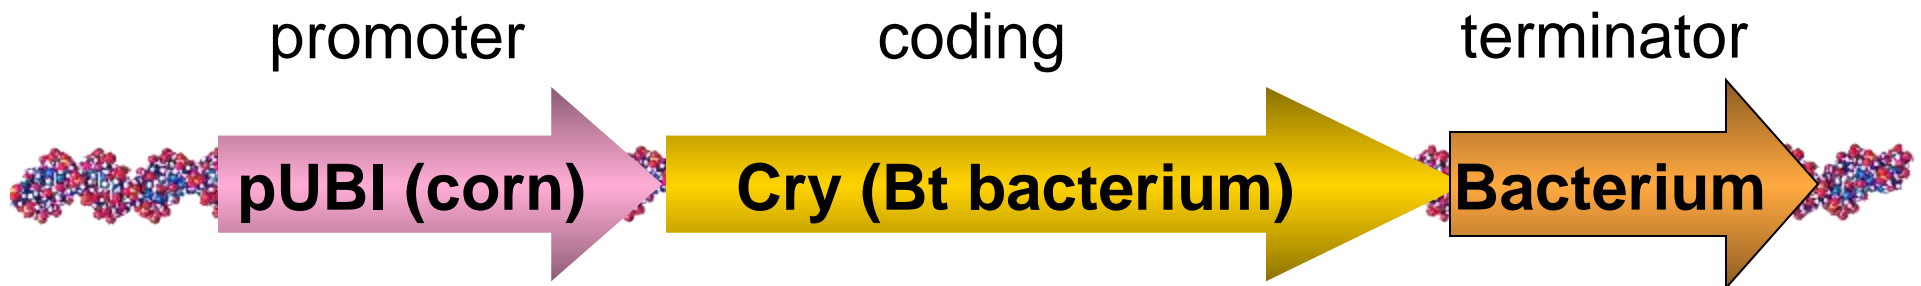 promoter coding terminator
pUBI (corn) Cry (Bt bacterium) Bacterium